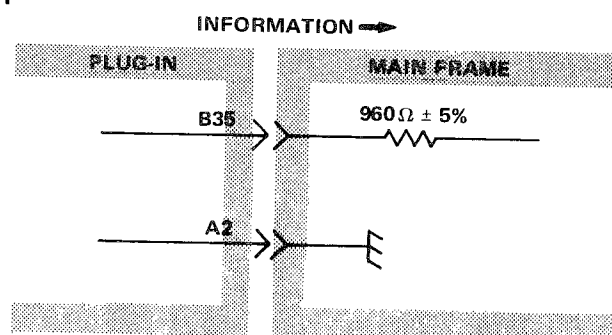 INFORMATION
PLUG-IN
MAIN FRAME
B35
960Ω ± 5%
A2